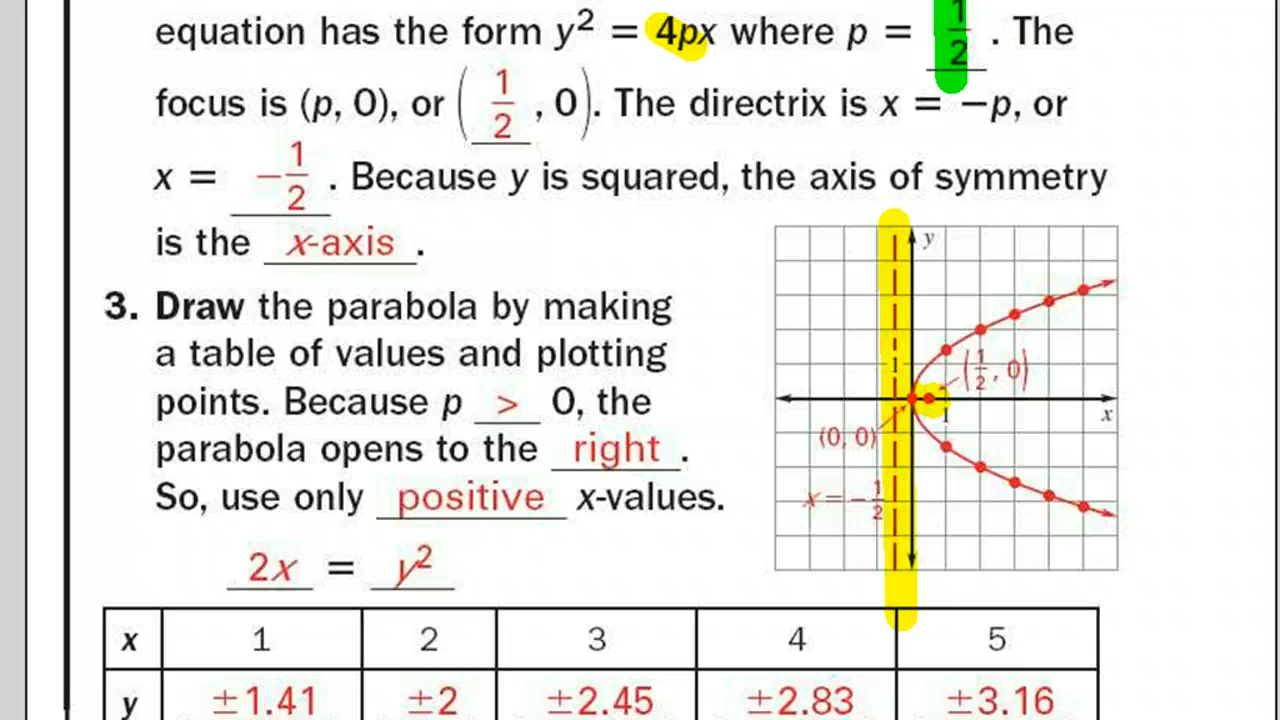 equation has the form y² = 4px where p = 1/2 . The
focus is (p, 0), or ( 1/2 , 0). The directrix is x = −p, or
x = −1/2 . Because y is squared, the axis of symmetry
is the x-axis .
3. Draw the parabola by making
a table of values and plotting
points. Because p > 0, the
parabola opens to the right .
So, use only positive x-values.
2x = y²
y
1
(1/2, 0)
1
x
(0, 0)
x = −1/2
x 1 2 3 4 5
y ±1.41 ±2 ±2.45 ±2.83 ±3.16